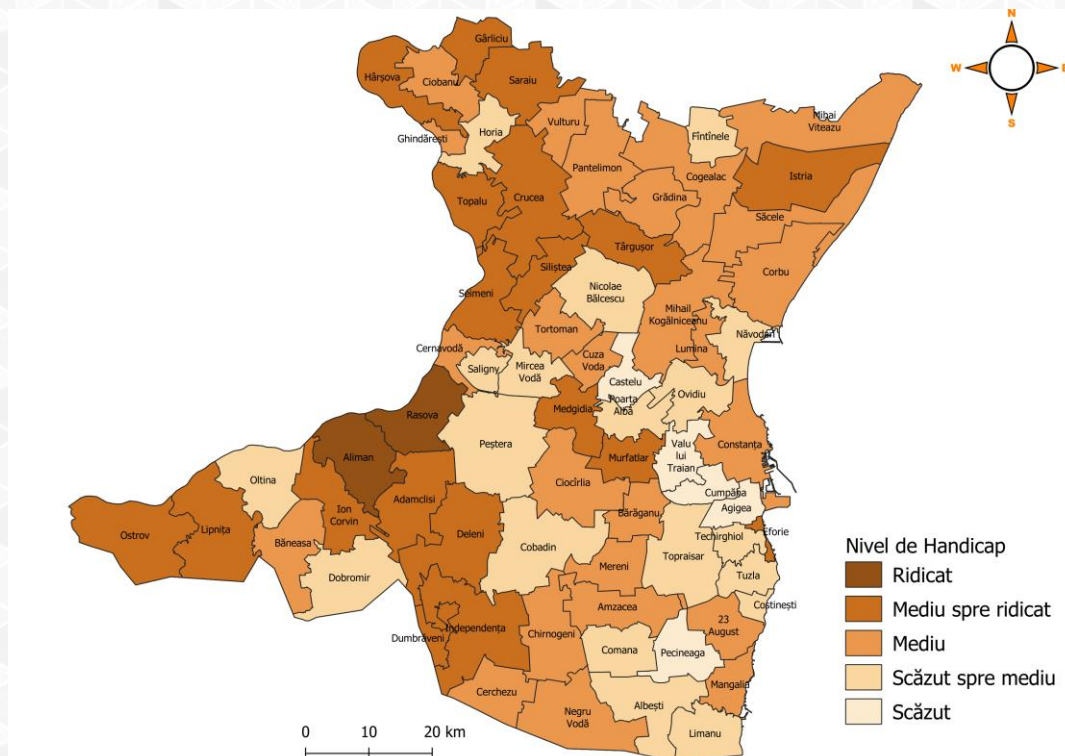 N
W
E
S
Gârliciu
Hârșova
Ciobanu
Saraiu
Ghindărești
Horia
Vulturu
Fîntînele
Mihai
Viteazu
Pantelimon
Cogealac
Istria
Topalu
Crucea
Grădina
Săcele
Târgușor
Siliștea
Corbu
Seimeni
Nicolae
Bălcescu
Mihail
Kogălniceanu
Tortoman
Năvodari
Cernavodă
Cuza
Voda
Lumina
Saligny
Mircea
Vodă
Castelu
Poarta
Albă
Ovidiu
Rasova
Medgidia
Peștera
Constanța
Valu
lui
Traian
Aliman
Murfatlar
Oltina
Adamclisi
Ciocîrlia
Cumpăna
Ion
Corvin
Agigea
Ostrov
Lipnița
Deleni
Bărăganu
Eforie
Băneasa
Cobadin
Techirghiol
Topraisar
Mereni
Dobromir
Tuzla
Costinești
Amzacea
23
August
Dumbrăveni
Independența
Chirnogeni
Comana
Pecineaga
Mangalia
Cerchezu
Negru
Vodă
Albești
Limanu
Nivel de Handicap
Ridicat
Mediu spre ridicat
Mediu
Scăzut spre mediu
Scăzut
0 10 20 km